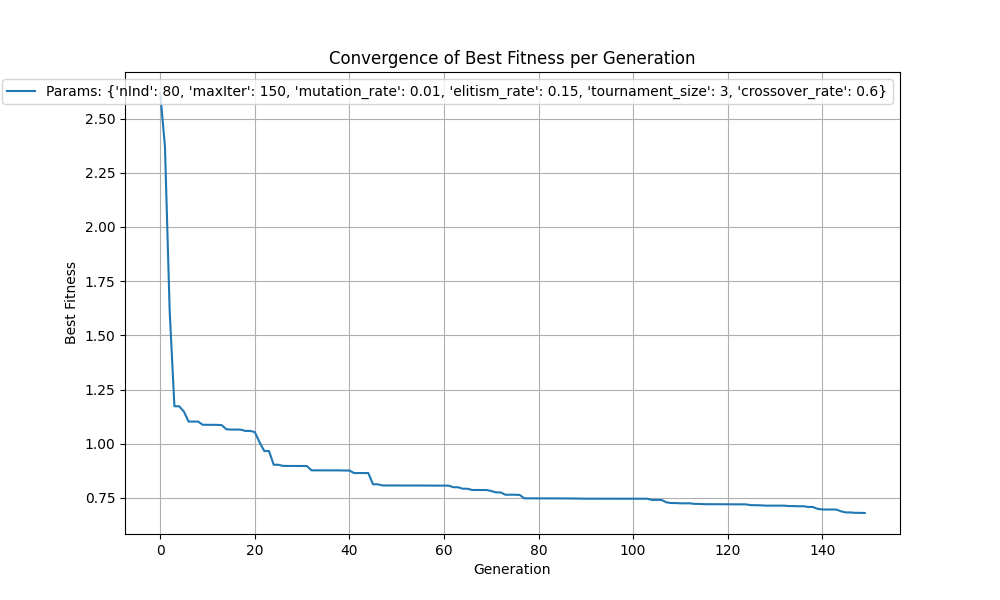 Convergence of Best Fitness per Generation
Params: {'nInd': 80, 'maxIter': 150, 'mutation_rate': 0.01, 'elitism_rate': 0.15, 'tournament_size': 3, 'crossover_rate': 0.6}
2.50
2.25
2.00
1.75
1.50
1.25
1.00
0.75
Best Fitness
0 20 40 60 80 100 120 140
Generation